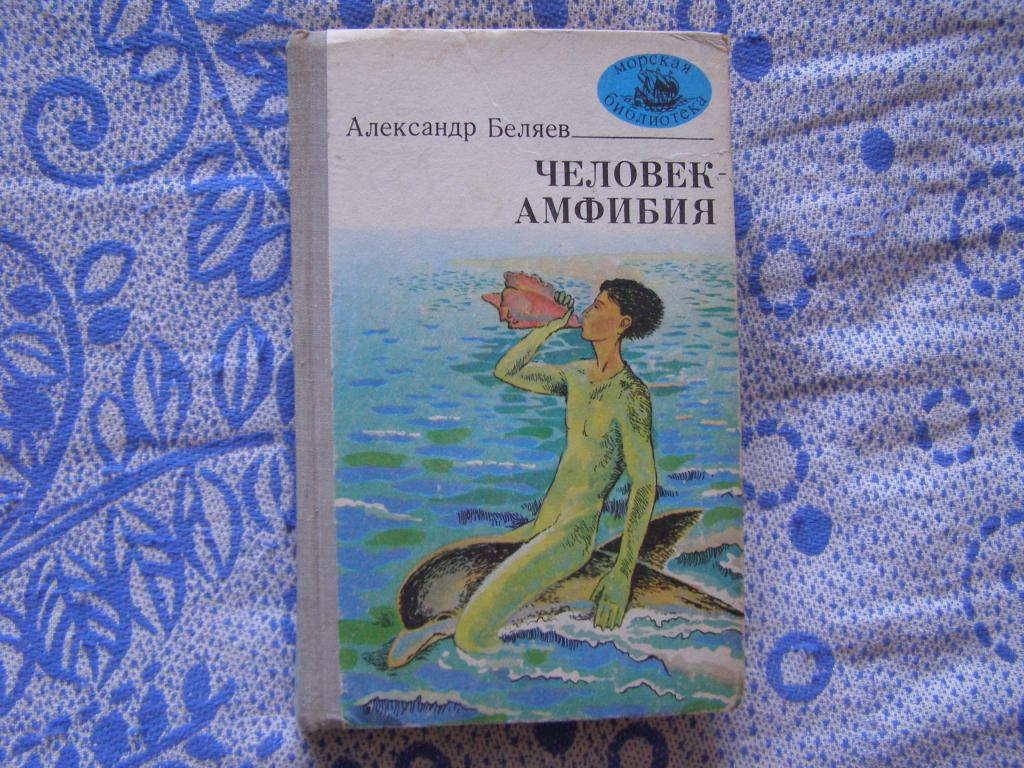 морская
библиотека
Александр Беляев
ЧЕЛОВЕК-
АМФИБИЯ